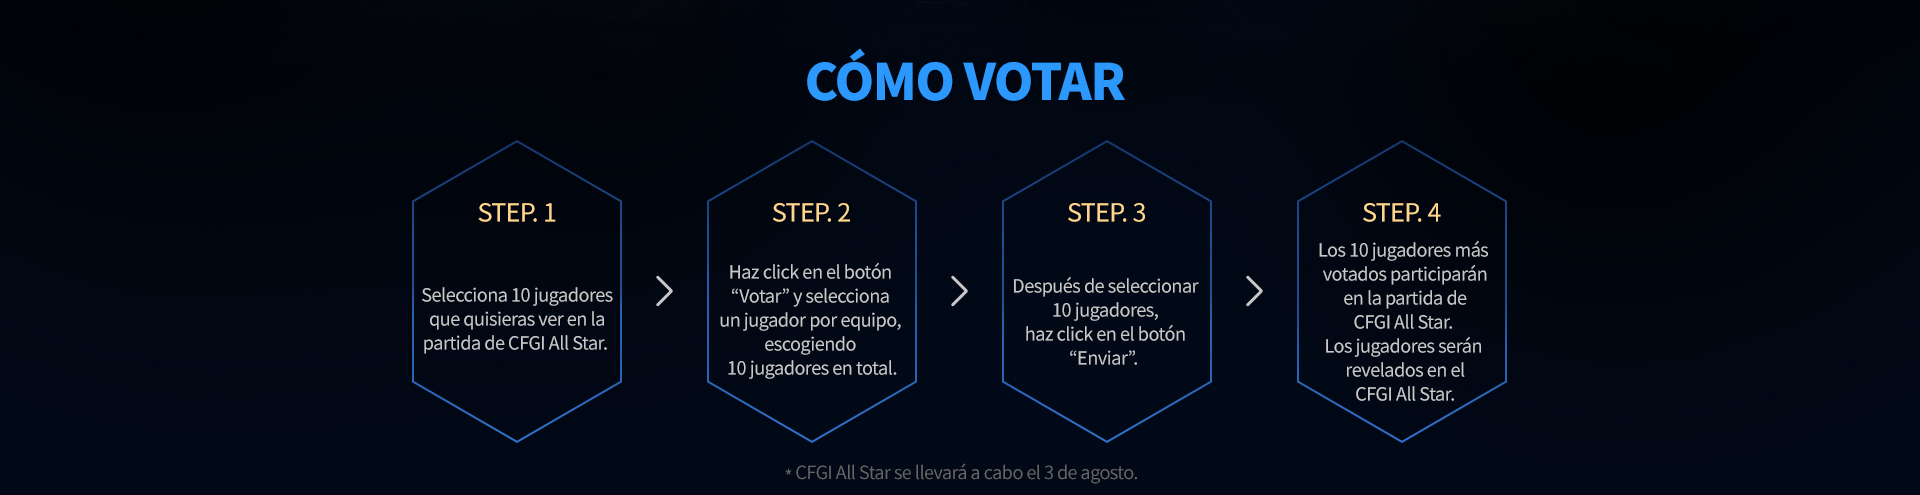 CÓMO VOTAR
STEP. 1
Selecciona 10 jugadores
que quisieras ver en la
partida de CFGI All Star.
STEP. 2
Haz click en el botón
“Votar” y selecciona
un jugador por equipo,
escogiendo
10 jugadores en total.
STEP. 3
Después de seleccionar
10 jugadores,
haz click en el botón
“Enviar”.
STEP. 4
Los 10 jugadores más
votados participarán
en la partida de
CFGI All Star.
Los jugadores serán
revelados en el
CFGI All Star.
* CFGI All Star se llevará a cabo el 3 de agosto.